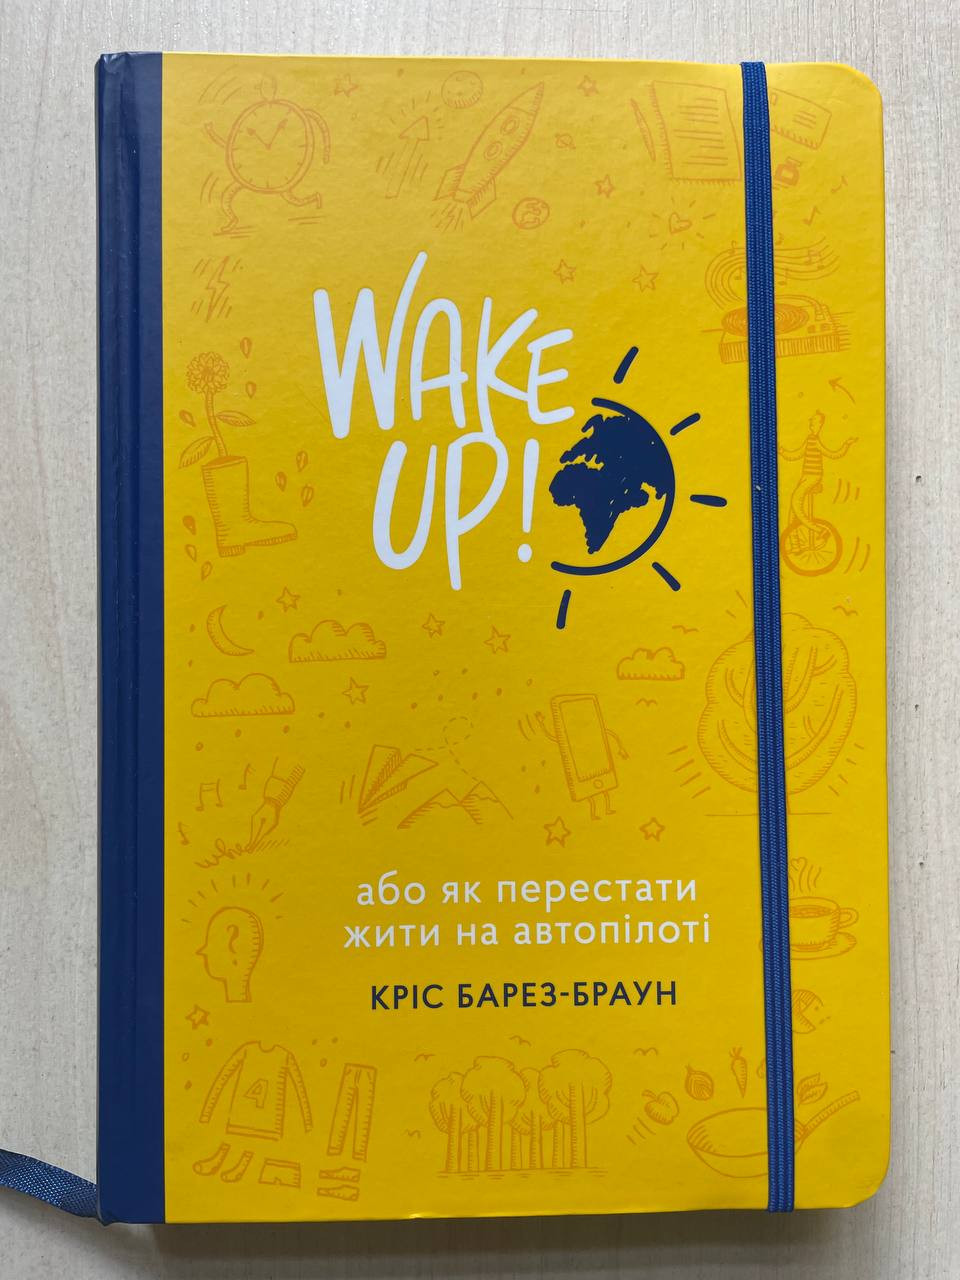 WAKE
UP!
або як перестати
жити на автопілоті
КРІС БАРЕЗ-БРАУН